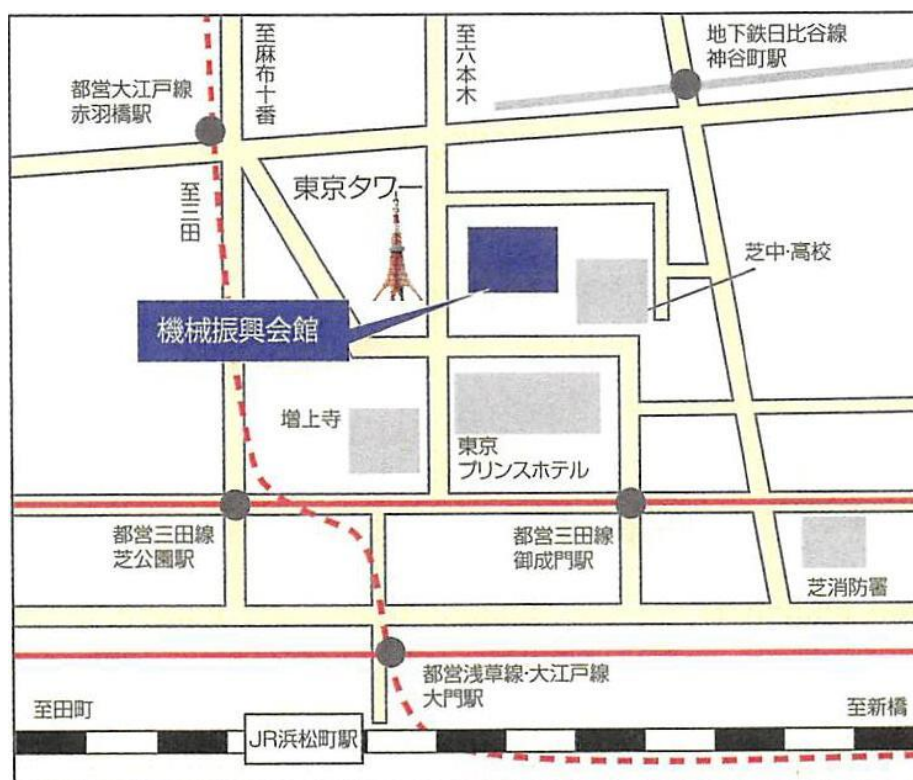 至麻布十番
至六本木
地下鉄日比谷線
神谷町駅
都営大江戸線
赤羽橋駅
至三田
東京タワー
芝中・高校
機械振興会館
増上寺
東京
プリンスホテル
都営三田線
芝公園駅
都営三田線
御成門駅
芝消防署
都営浅草線・大江戸線
大門駅
至田町
至新橋
JR浜松町駅